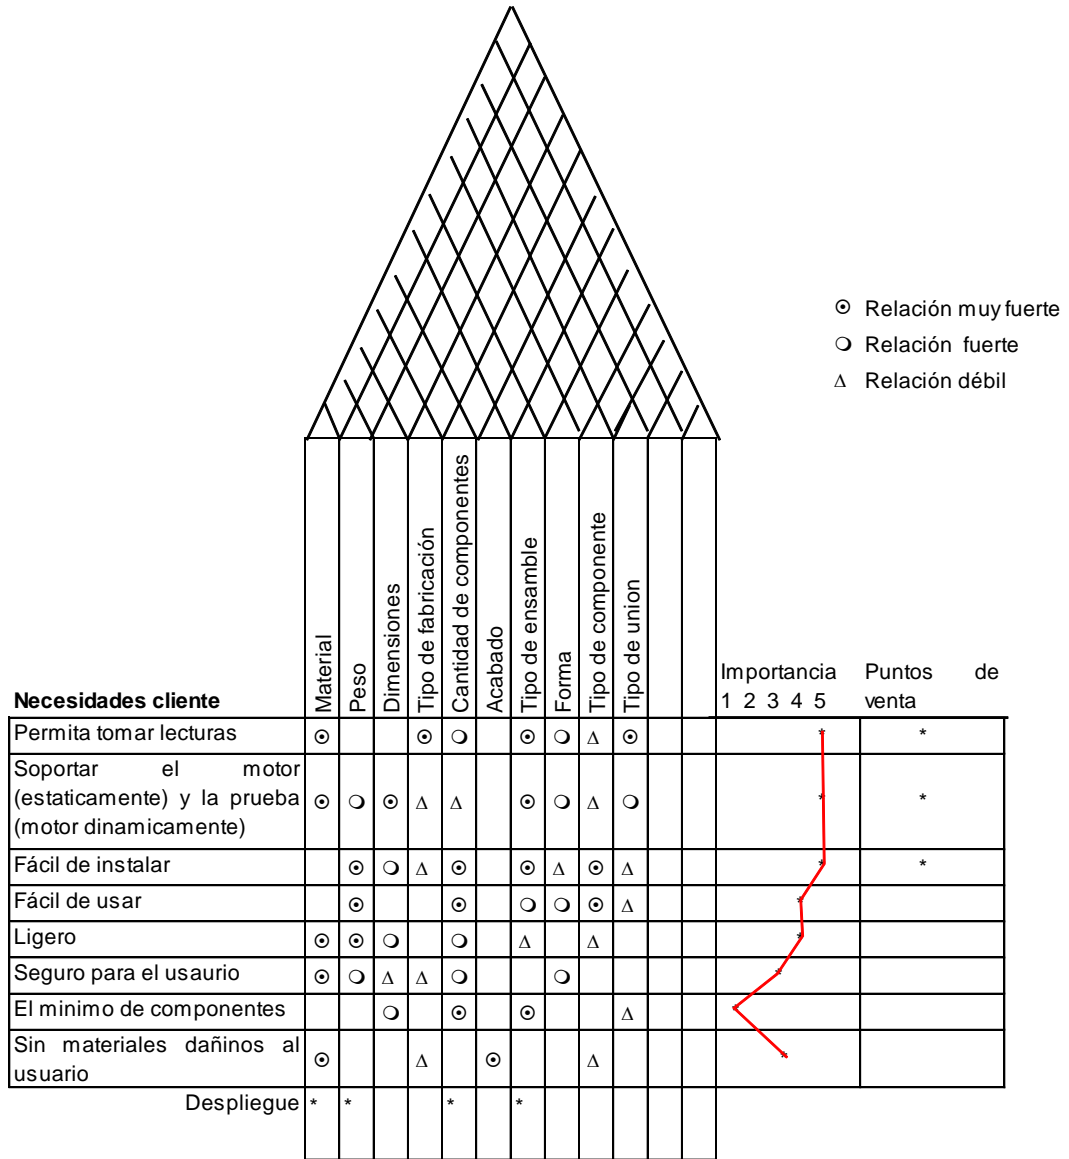 ⊙ Relación muy fuerte
❍ Relación fuerte
Δ Relación débil
Material
Peso
Dimensiones
Tipo de fabricación
Cantidad de componentes
Acabado
Tipo de ensamble
Forma
Tipo de componente
Tipo de union
Importancia Puntos de
Necesidades cliente 1 2 3 4 5 venta
Permita tomar lecturas ⊙ ⊙ ❍ ⊙ ❍ Δ ⊙ * *
Soportar el motor
(estaticamente) y la prueba ⊙ ❍ ⊙ Δ Δ ⊙ ❍ Δ ❍ * *
(motor dinamicamente)
Fácil de instalar ⊙ ❍ Δ ⊙ ⊙ Δ ⊙ Δ * *
Fácil de usar ⊙ ⊙ ❍ ❍ ⊙ Δ *
Ligero ⊙ ⊙ ❍ ❍ Δ Δ *
Seguro para el usaurio ⊙ ❍ Δ Δ ❍ ❍ *
El minimo de componentes ❍ ⊙ ⊙ Δ *
Sin materiales dañinos al
usuario ⊙ Δ ⊙ Δ *
Despliegue * * * *